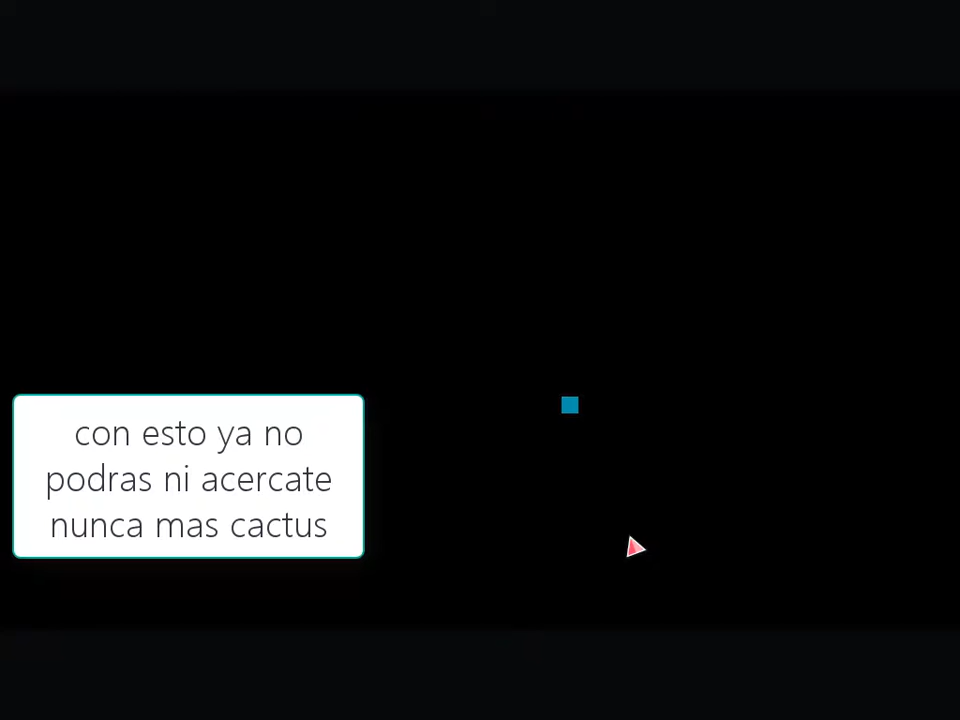 con esto ya no
podras ni acercate
nunca mas cactus